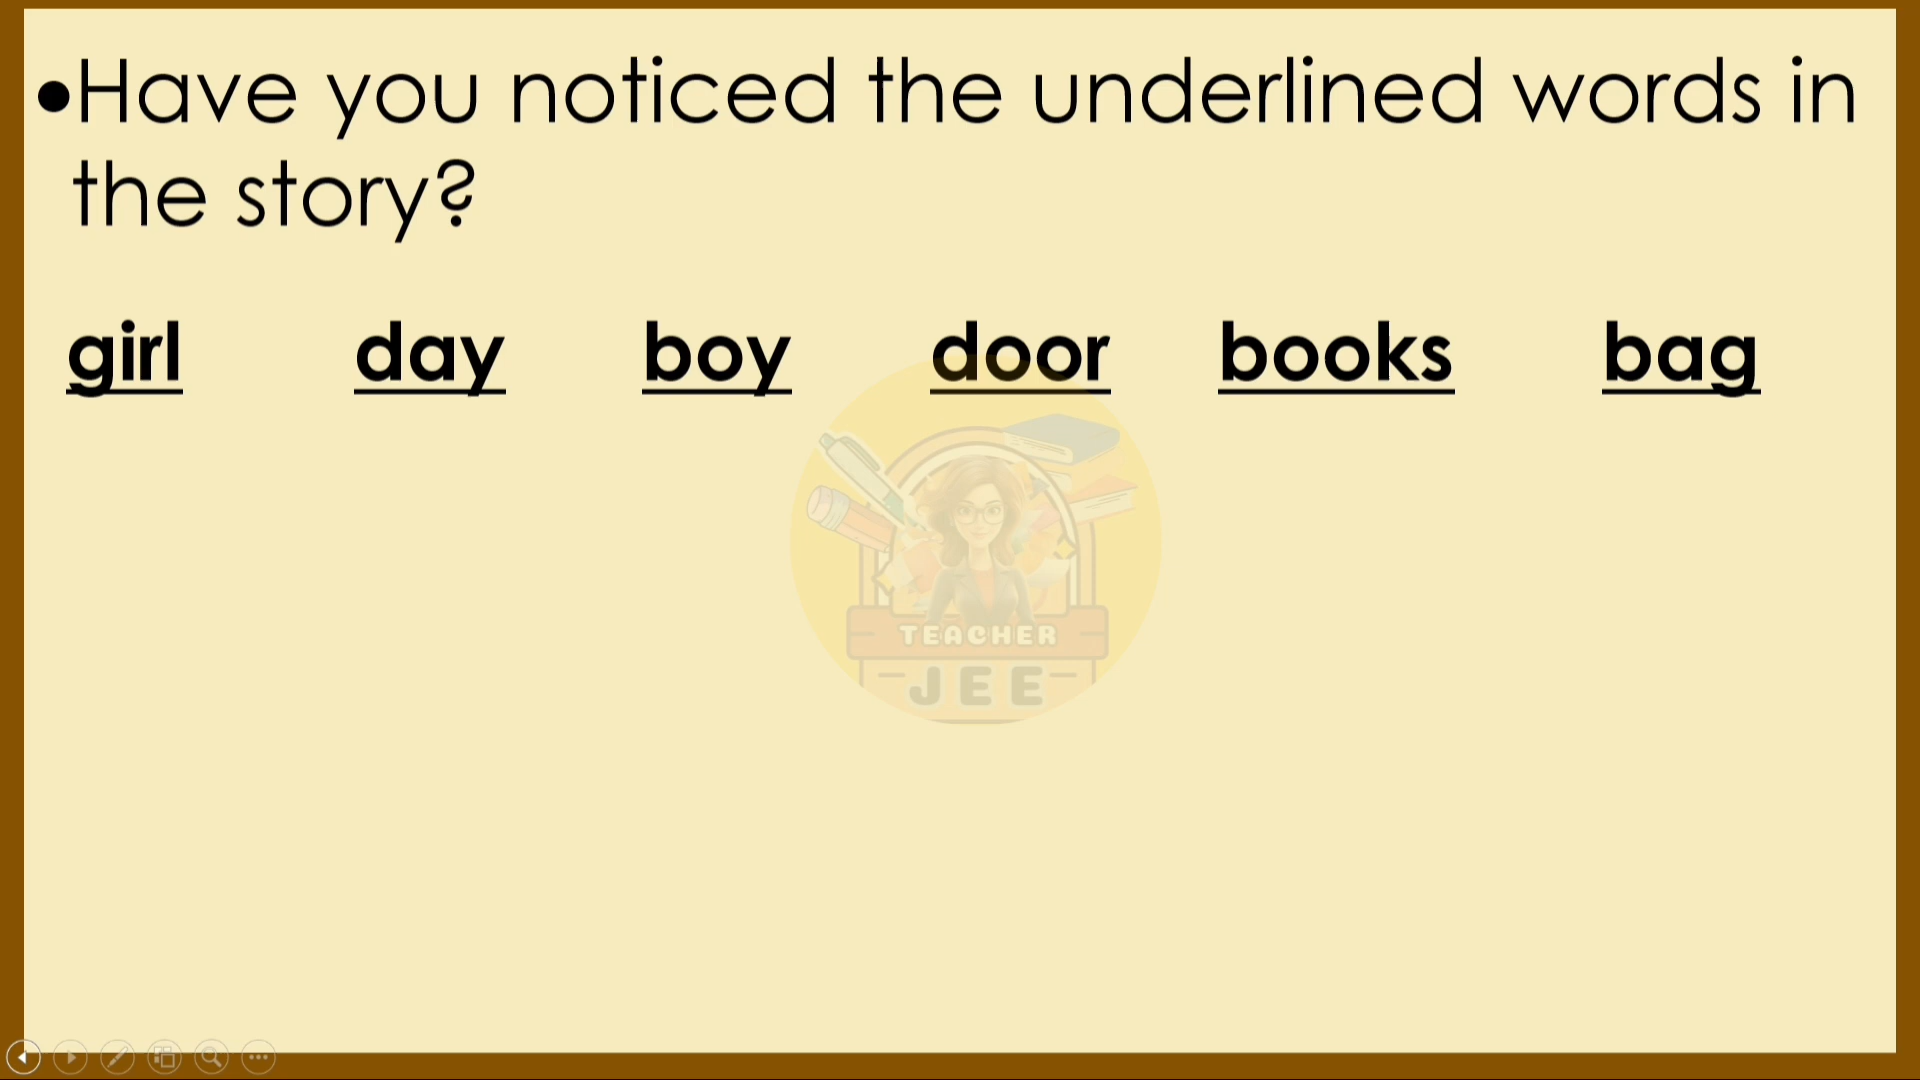 •Have you noticed the underlined words in
the story?
girl day boy door books bag
TEACHER
JEE